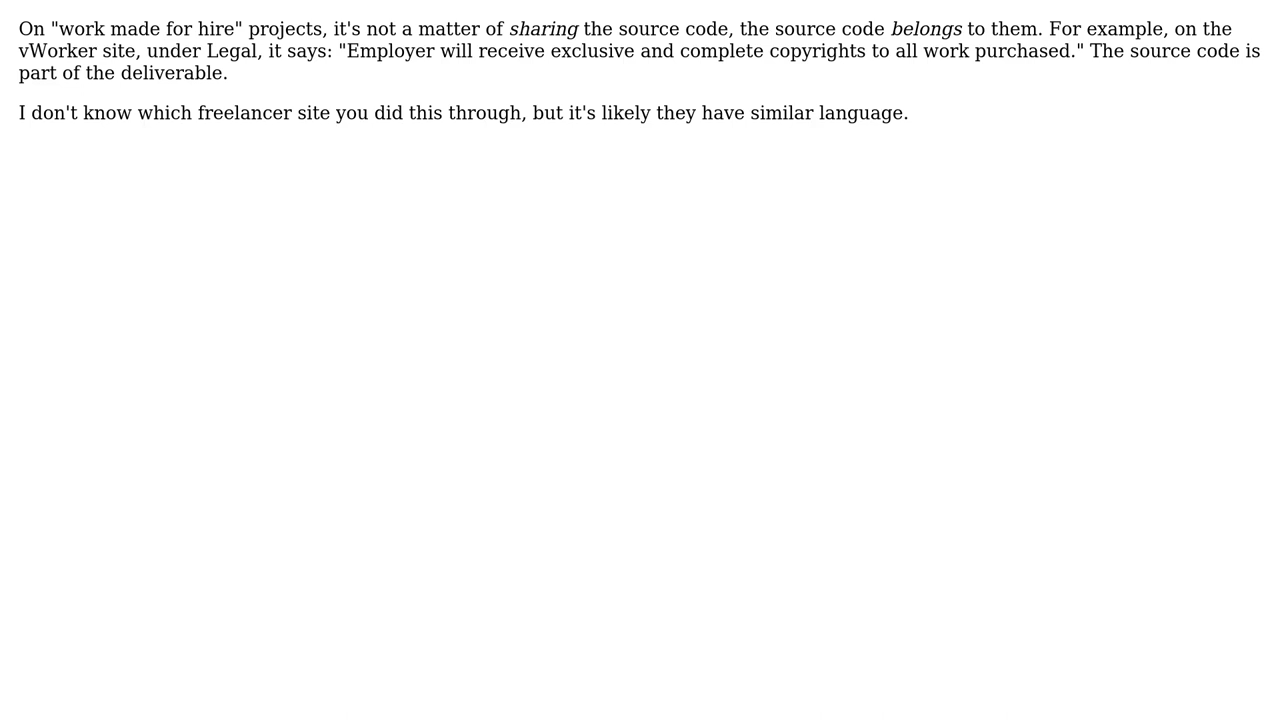 On "work made for hire" projects, it's not a matter of sharing the source code, the source code belongs to them. For example, on the
vWorker site, under Legal, it says: "Employer will receive exclusive and complete copyrights to all work purchased." The source code is
part of the deliverable.
I don't know which freelancer site you did this through, but it's likely they have similar language.